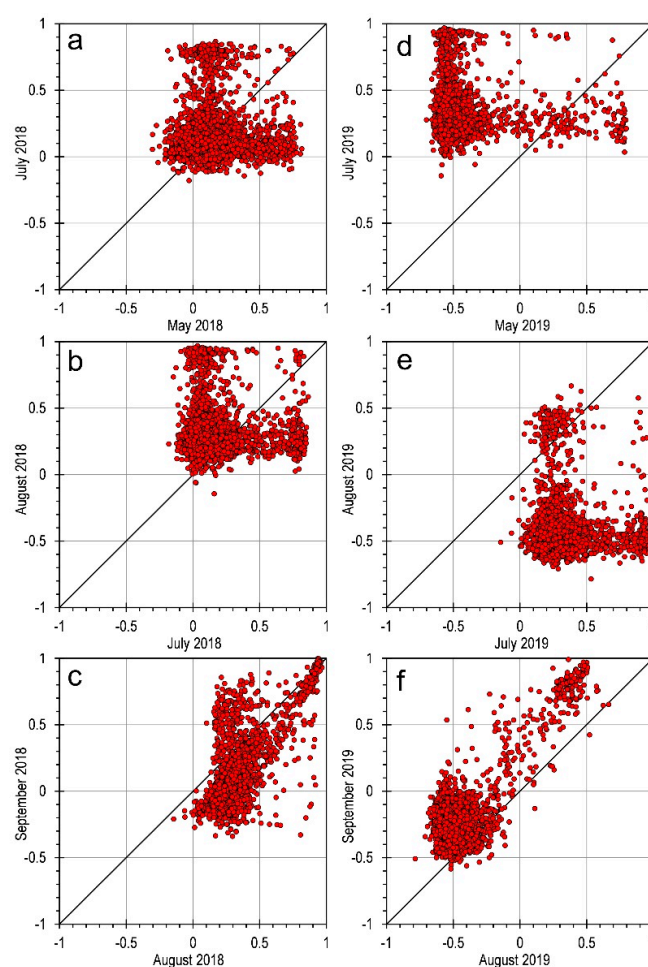 a
1
0.5
0
-0.5
-1
July 2018
-1 -0.5 0 0.5 1
May 2018
d
1
0.5
0
-0.5
-1
July 2019
-1 -0.5 0 0.5
May 2019
b
1
0.5
0
-0.5
-1
August 2018
-1 -0.5 0 0.5 1
July 2018
e
1
0.5
0
-0.5
-1
August 2019
-1 -0.5 0 0.5
July 2019
c
1
0.5
0
-0.5
-1
September 2018
-1 -0.5 0 0.5 1
August 2018
f
1
0.5
0
-0.5
-1
September 2019
-1 -0.5 0 0.5
August 2019